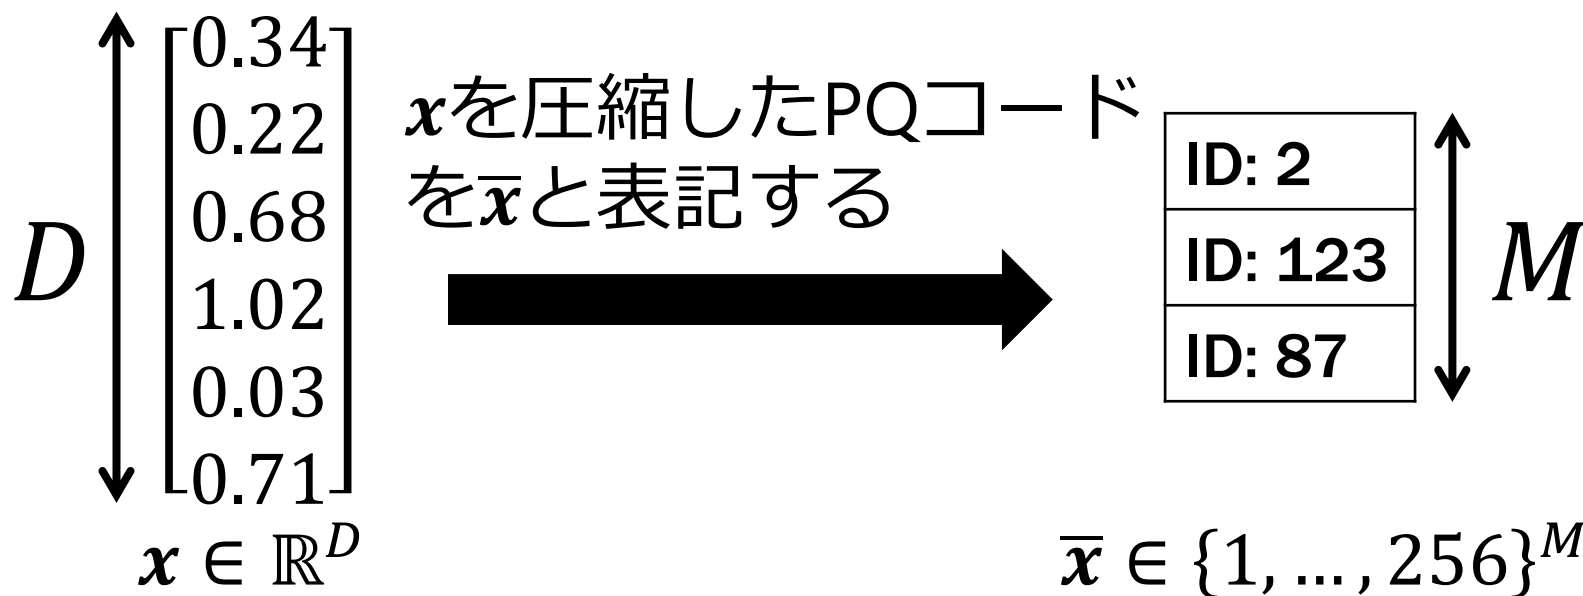 D
0.34
0.22
0.68
1.02
0.03
0.71
x ∈ ℝ^D
xを圧縮したPQコード
をx̅と表記する
ID: 2
ID: 123
ID: 87
M
x̅ ∈ {1, …, 256}^M